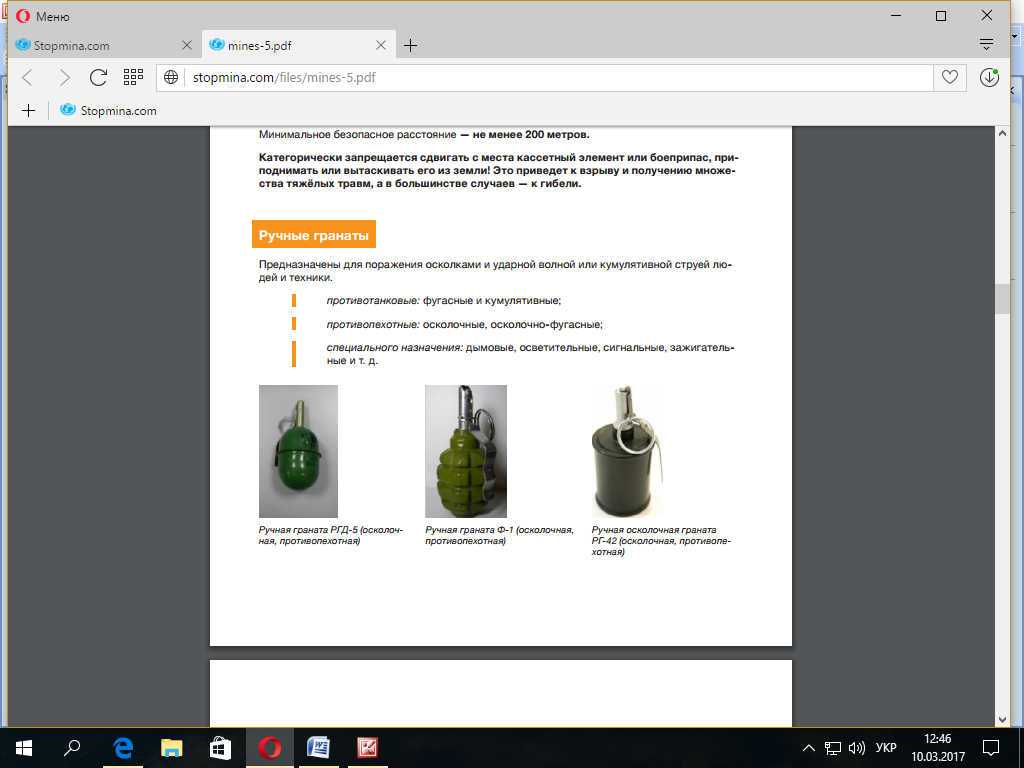 Меню
Stopmina.com
mines-5.pdf
stopmina.com/files/mines-5.pdf
Stopmina.com
Минимальное безопасное расстояние — не менее 200 метров.
Категорически запрещается сдвигать с места кассетный элемент или боеприпас, при-
поднимать или вытаскивать его из земли! Это приведет к взрыву и получению множе-
ства тяжёлых травм, а в большинстве случаев — к гибели.
Ручные гранаты
Предназначены для поражения осколками и ударной волной или кумулятивной струей лю-
дей и техники.
противотанковые: фугасные и кумулятивные;
противопехотные: осколочные, осколочно-фугасные;
специального назначения: дымовые, осветительные, сигнальные, зажигатель-
ные и т. д.
Ручная граната РГД-5 (осколоч-
ная, противопехотная)
Ручная граната Ф-1 (осколочная,
противопехотная)
Ручная осколочная граната
РГ-42 (осколочная, противопе-
хотная)
УКР
12:46
10.03.2017